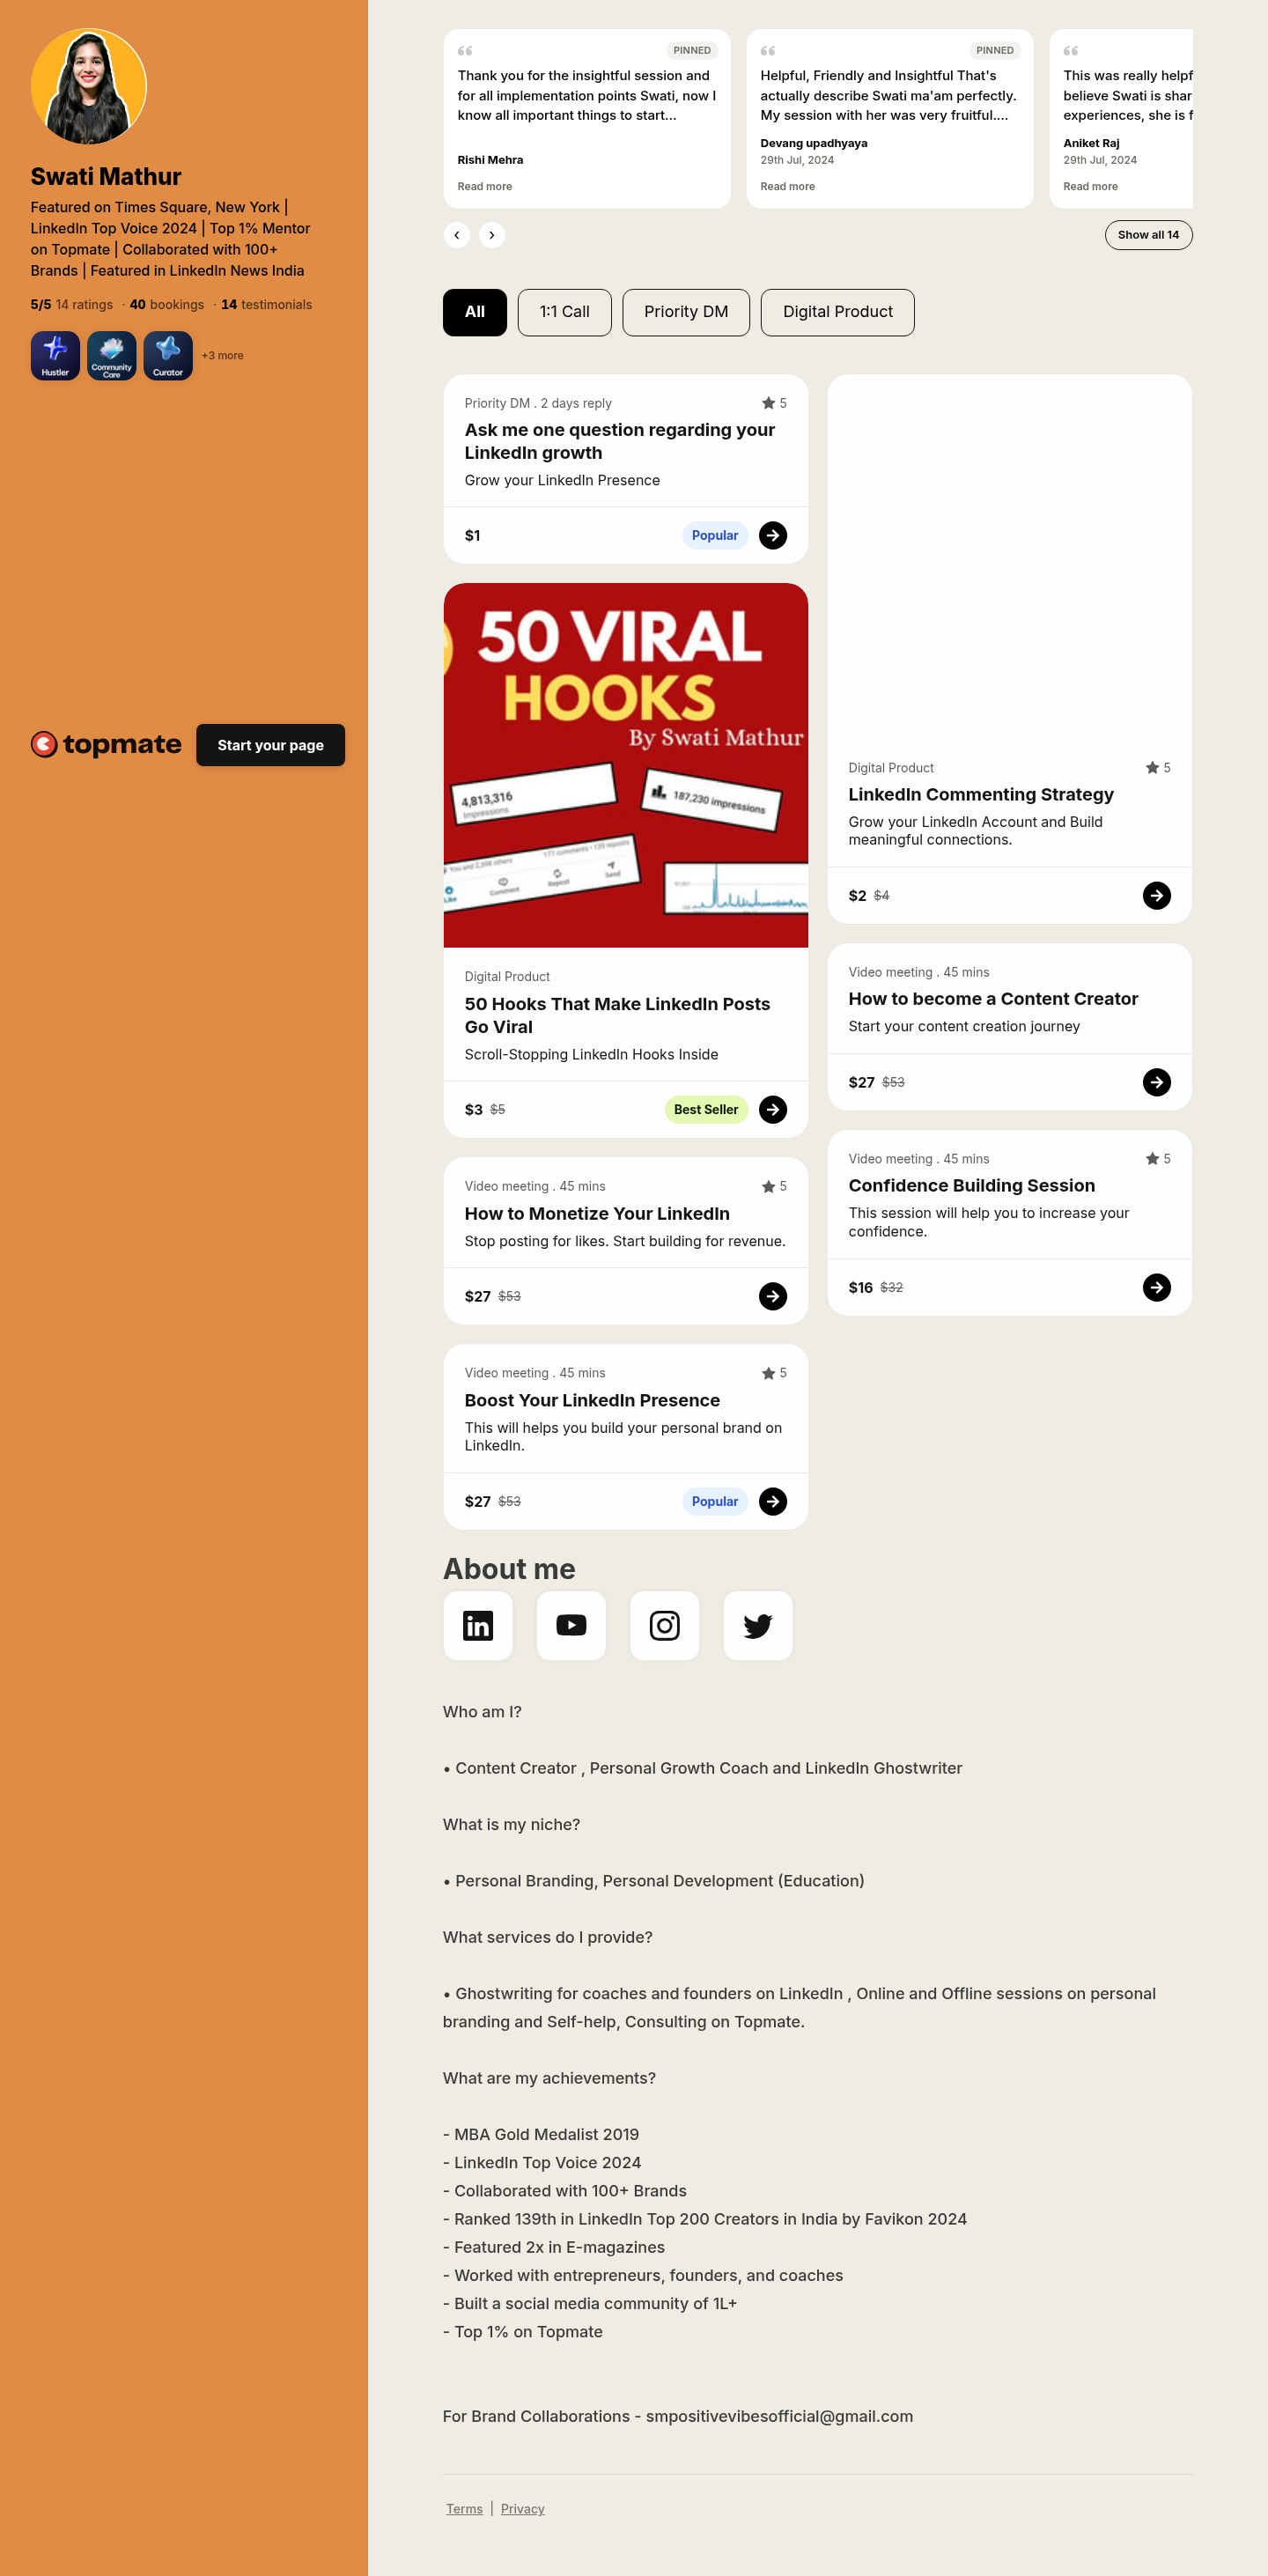 Swati Mathur
Featured on Times Square, New York |
LinkedIn Top Voice 2024 | Top 1% Mentor
on Topmate | Collaborated with 100+
Brands | Featured in LinkedIn News India
5/5 14 ratings · 40 bookings · 14 testimonials
Hustler
Community
Care
Curator
+3 more
topmate
Start your page
PINNED
Thank you for the insightful session and
for all implementation points Swati, now I
know all important things to start...
Rishi Mehra
Read more
PINNED
Helpful, Friendly and Insightful That's
actually describe Swati ma'am perfectly.
My session with her was very fruitful....
Devang upadhyaya
29th Jul, 2024
Read more
This was really helpf
believe Swati is shar
experiences, she is f
Aniket Raj
29th Jul, 2024
Read more
Show all 14
All
1:1 Call
Priority DM
Digital Product
Priority DM . 2 days reply
5
Ask me one question regarding your
LinkedIn growth
Grow your LinkedIn Presence
$1
Popular
50 VIRAL
HOOKS
By Swati Mathur
4,813,316
Impressions
187,230 impressions
You and 2,398 others
177 comments • 139 reposts
Like
Comment
Repost
Send
Digital Product
50 Hooks That Make LinkedIn Posts
Go Viral
Scroll-Stopping LinkedIn Hooks Inside
$3 $5
Best Seller
Video meeting . 45 mins
5
How to Monetize Your LinkedIn
Stop posting for likes. Start building for revenue.
$27 $53
Video meeting . 45 mins
5
Boost Your LinkedIn Presence
This will helps you build your personal brand on
LinkedIn.
$27 $53
Popular
Digital Product
5
LinkedIn Commenting Strategy
Grow your LinkedIn Account and Build
meaningful connections.
$2 $4
Video meeting . 45 mins
How to become a Content Creator
Start your content creation journey
$27 $53
Video meeting . 45 mins
5
Confidence Building Session
This session will help you to increase your
confidence.
$16 $32
About me
Who am I?
• Content Creator , Personal Growth Coach and LinkedIn Ghostwriter
What is my niche?
• Personal Branding, Personal Development (Education)
What services do I provide?
• Ghostwriting for coaches and founders on LinkedIn , Online and Offline sessions on personal
branding and Self-help, Consulting on Topmate.
What are my achievements?
- MBA Gold Medalist 2019
- LinkedIn Top Voice 2024
- Collaborated with 100+ Brands
- Ranked 139th in LinkedIn Top 200 Creators in India by Favikon 2024
- Featured 2x in E-magazines
- Worked with entrepreneurs, founders, and coaches
- Built a social media community of 1L+
- Top 1% on Topmate
For Brand Collaborations - smpositivevibesofficial@gmail.com
Terms | Privacy